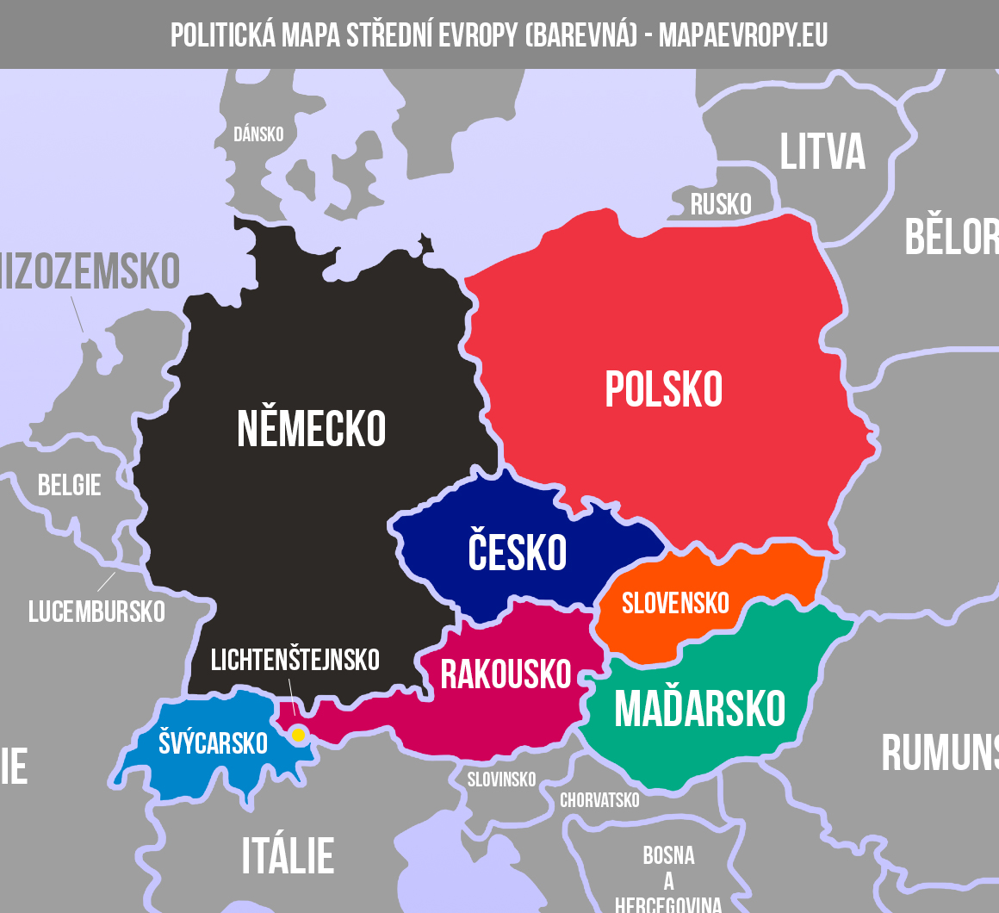 POLITICKÁ MAPA STŘEDNÍ EVROPY (BAREVNÁ) - MAPAEVROPY.EU
DÁNSKO
LITVA
RUSKO
BĚLOR
IZOZEMSKO
POLSKO
NĚMECKO
BELGIE
ČESKO
SLOVENSKO
LUCEMBURSKO
LICHTENŠTEJNSKO
RAKOUSKO
MAĎARSKO
ŠVÝCARSKO
RUMUNS
IE
SLOVINSKO
CHORVATSKO
ITÁLIE
BOSNA
A
HERCEGOVINA